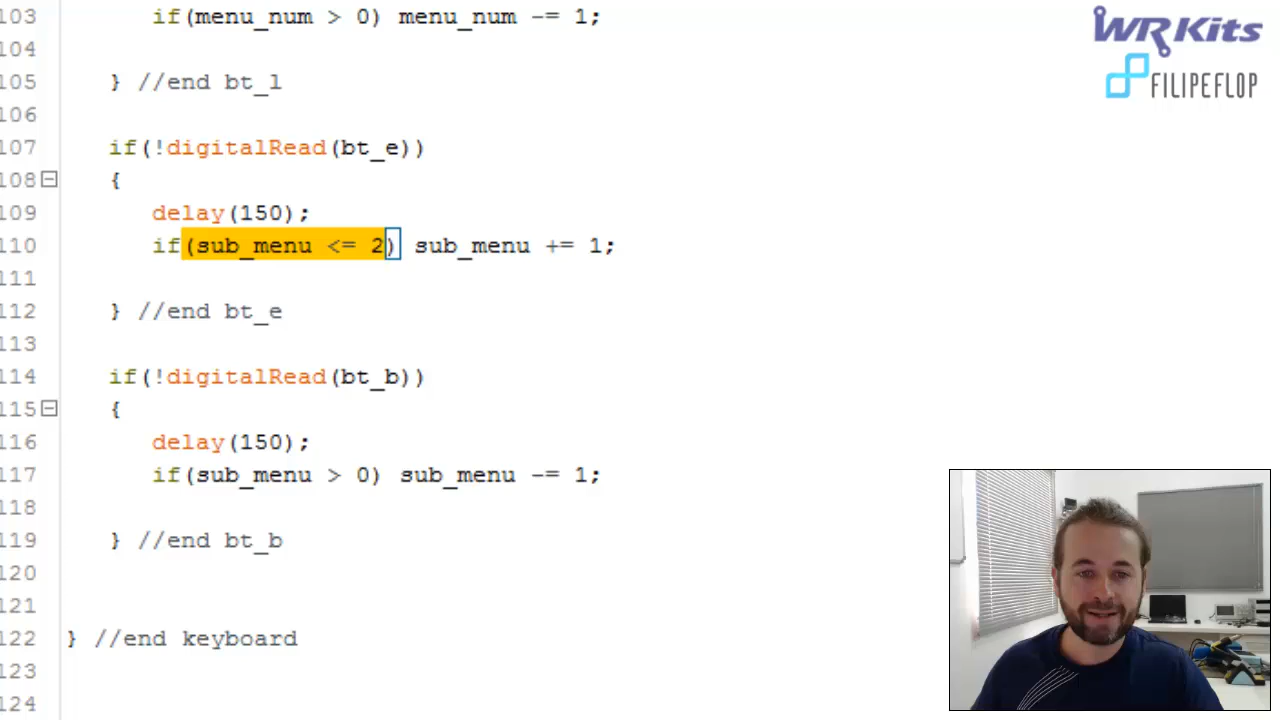 103 if(menu_num > 0) menu_num -= 1;
104
105 } //end bt_l
106
107 if(!digitalRead(bt_e))
108 {
109 delay(150);
110 if(sub_menu <= 2) sub_menu += 1;
111
112 } //end bt_e
113
114 if(!digitalRead(bt_b))
115 {
116 delay(150);
117 if(sub_menu > 0) sub_menu -= 1;
118
119 } //end bt_b
120
121
122 } //end keyboard
123
124
WR Kits
FILIPEFLOP